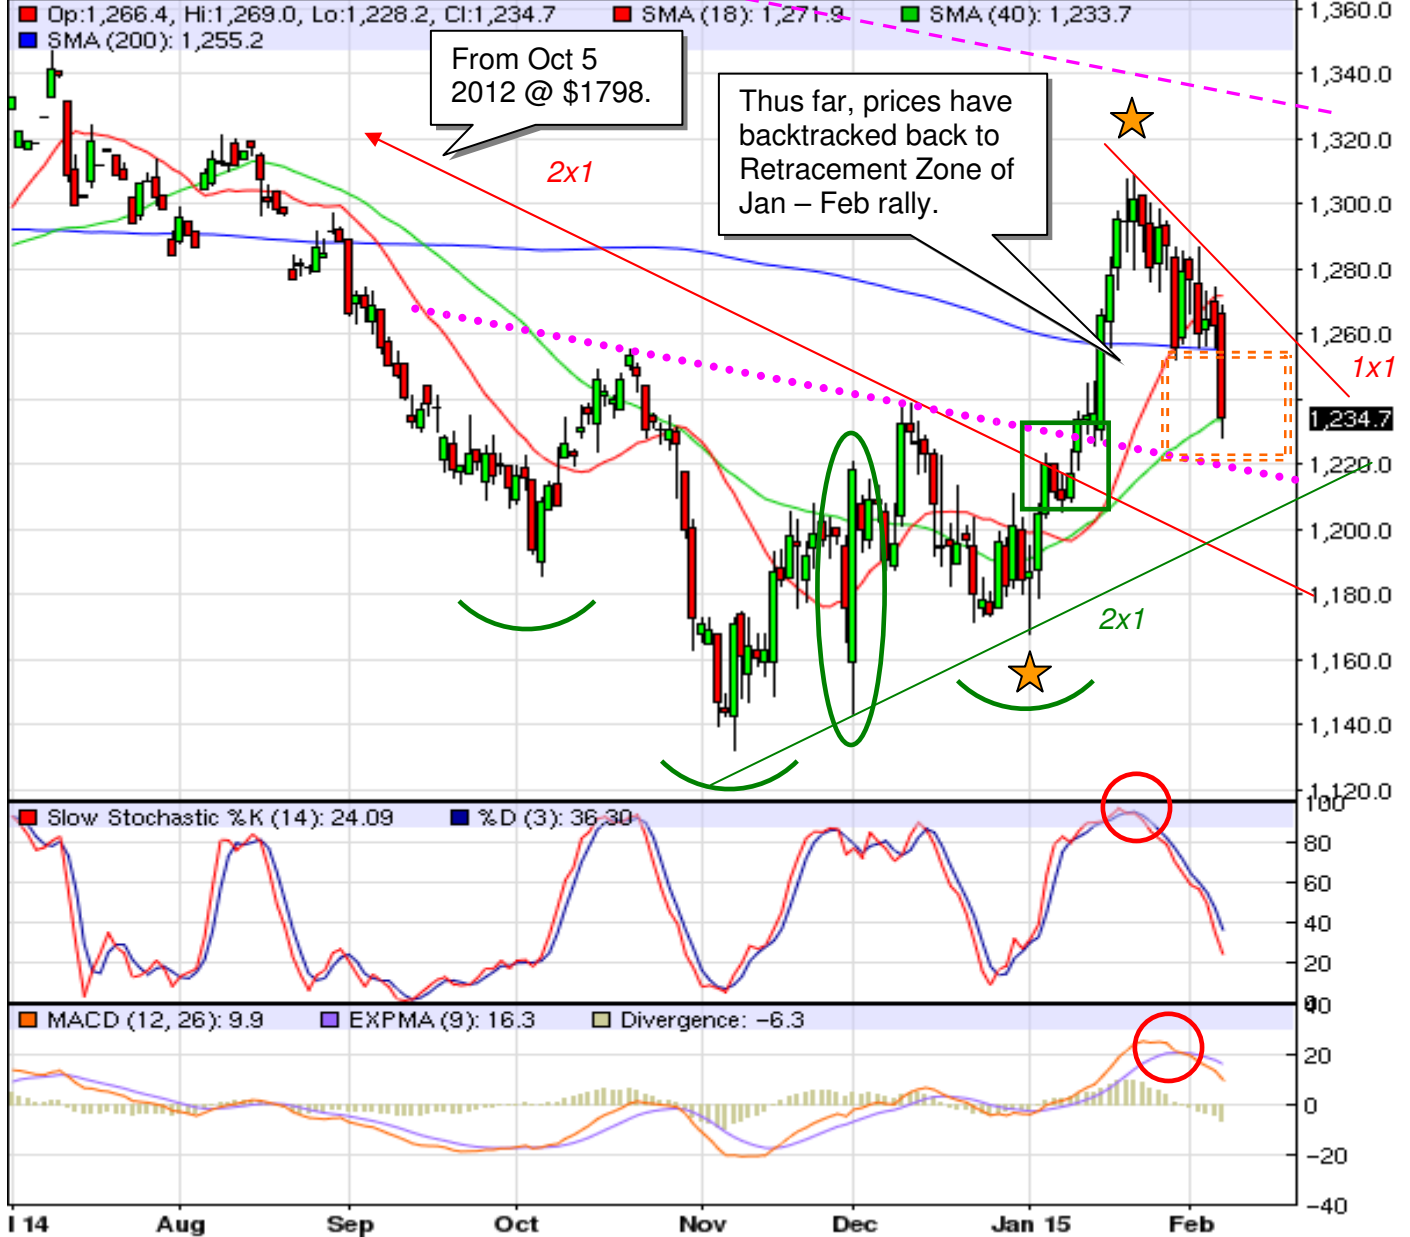 Op:1,266.4, Hi:1,269.0, Lo:1,228.2, Cl:1,234.7 SMA (18): 1,271.9 SMA (40): 1,233.7
SMA (200): 1,255.2
From Oct 5
2012 @ $1798.
Thus far, prices have
backtracked back to
Retracement Zone of
Jan – Feb rally.
2x1
1x1
2x1
1,360.0
1,340.0
1,320.0
1,300.0
1,280.0
1,260.0
1,234.7
1,220.0
1,200.0
1,180.0
1,160.0
1,140.0
1,120.0
Slow Stochastic %K (14): 24.09 %D (3): 36.30
100
80
60
40
20
0
MACD (12, 26): 9.9 EXPMA (9): 16.3 Divergence: −6.3
40
20
0
−20
−40
l 14 Aug Sep Oct Nov Dec Jan 15 Feb